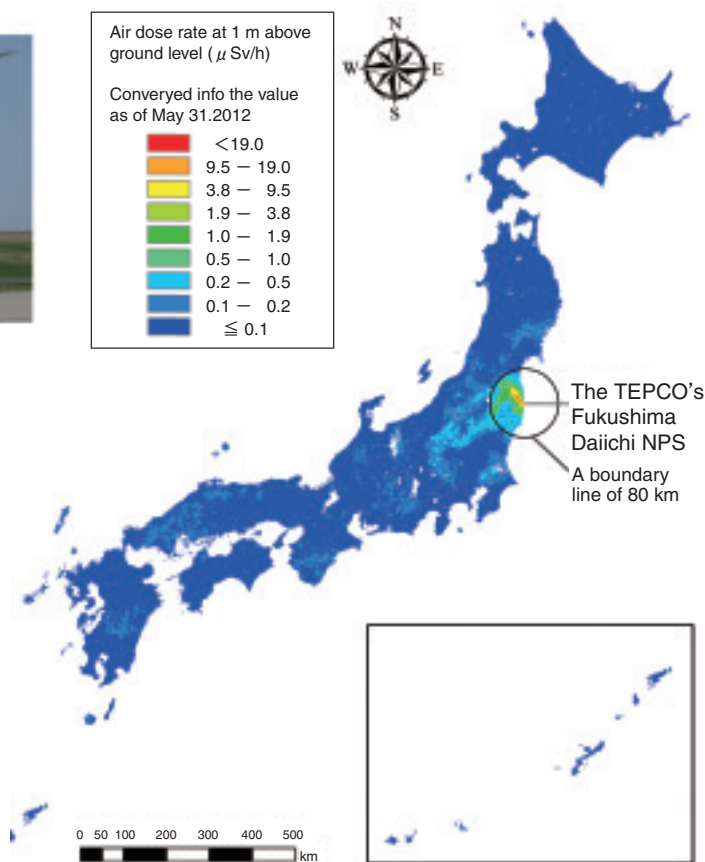 Air dose rate at 1 m above
ground level ( μ Sv/h)
Converyed info the value
as of May 31.2012
<19.0
9.5 － 19.0
3.8 － 9.5
1.9 － 3.8
1.0 － 1.9
0.5 － 1.0
0.2 － 0.5
0.1 － 0.2
≦ 0.1
N
W E
S
The TEPCO's
Fukushima
Daiichi NPS
A boundary
line of 80 km
0 50 100 200 300 400 500
km